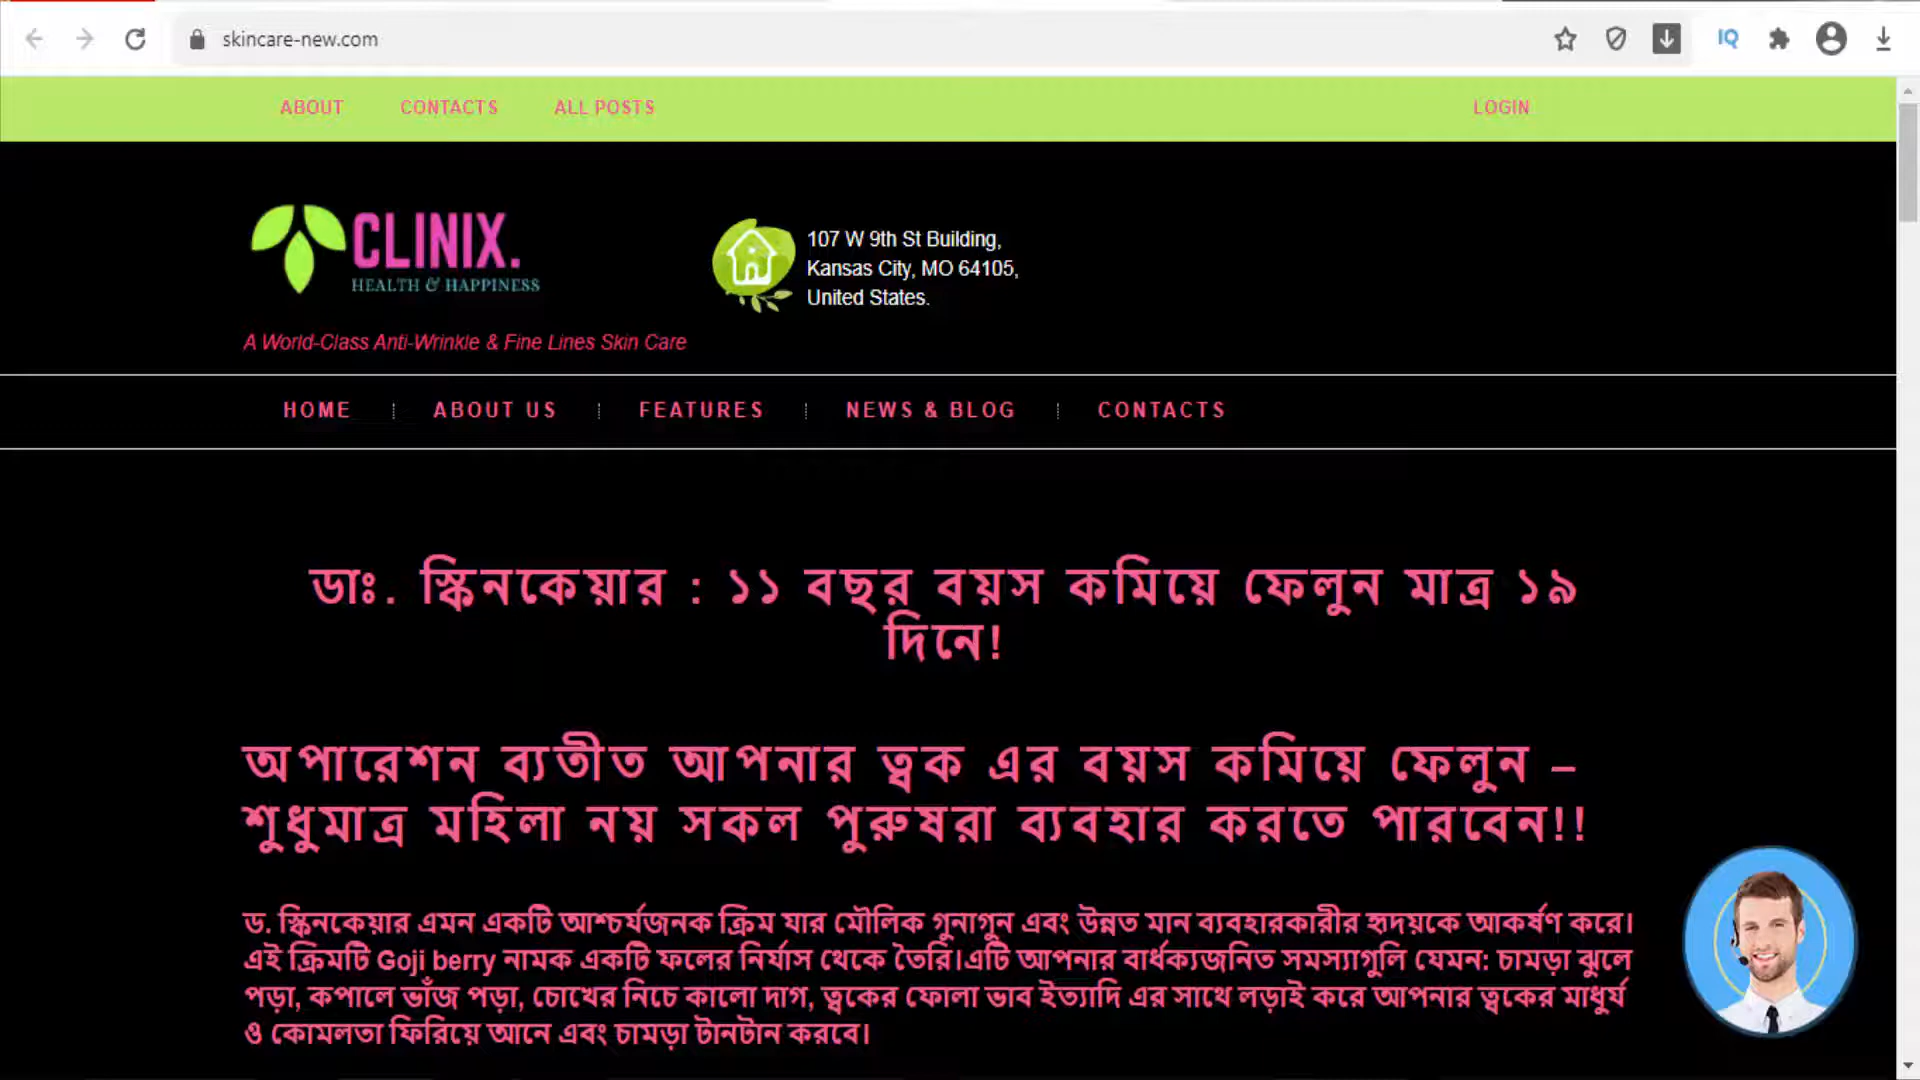 skincare-new.com
IQ
ABOUT CONTACTS ALL POSTS LOGIN
CLINIX.
HEALTH & HAPPINESS
107 W 9th St Building,
Kansas City, MO 64105,
United States.
A World-Class Anti-Wrinkle & Fine Lines Skin Care
HOME ABOUT US FEATURES NEWS & BLOG CONTACTS
ডাঃ. স্কিনকেয়ার : ১১ বছর বয়স কমিয়ে ফেলুন মাত্র ১৯
দিনে!
অপারেশন ব্যতীত আপনার ত্বক এর বয়স কমিয়ে ফেলুন –
শুধুমাত্র মহিলা নয় সকল পুরুষরা ব্যবহার করতে পারবেন!!
ড. স্কিনকেয়ার এমন একটি আশ্চর্যজনক ক্রিম যার মৌলিক গুনাগুন এবং উন্নত মান ব্যবহারকারীর হৃদয়কে আকর্ষণ করে।
এই ক্রিমটি Goji berry নামক একটি ফলের নির্যাস থেকে তৈরি।এটি আপনার বার্ধক্যজনিত সমস্যাগুলি যেমন: চামড়া ঝুলে
পড়া, কপালে ভাঁজ পড়া, চোখের নিচে কালো দাগ, ত্বকের ফোলা ভাব ইত্যাদি এর সাথে লড়াই করে আপনার ত্বকের মাধুর্য
ও কোমলতা ফিরিয়ে আনে এবং চামড়া টানটান করবে।